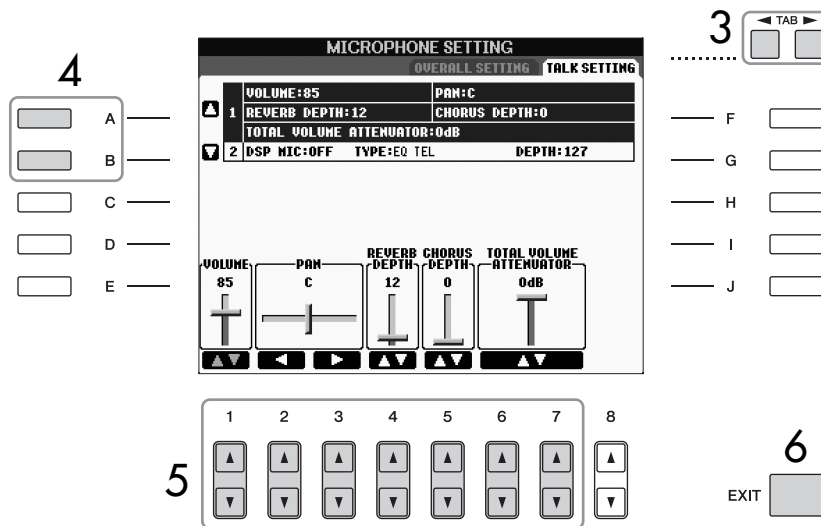 3
◄ TAB ►
4
MICROPHONE SETTING
OVERALL SETTING TALK SETTING
VOLUME:85 PAN:C
1 REVERB DEPTH:12 CHORUS DEPTH:0
TOTAL VOLUME ATTENUATOR:0dB
2 DSP MIC:OFF TYPE:EQ TEL DEPTH:127
A
B
C
D
E
F
G
H
I
J
VOLUME
85
PAN
C
REVERB DEPTH
12
CHORUS DEPTH
0
TOTAL VOLUME ATTENUATOR
0dB
1 2 3 4 5 6 7 8
5
6
EXIT